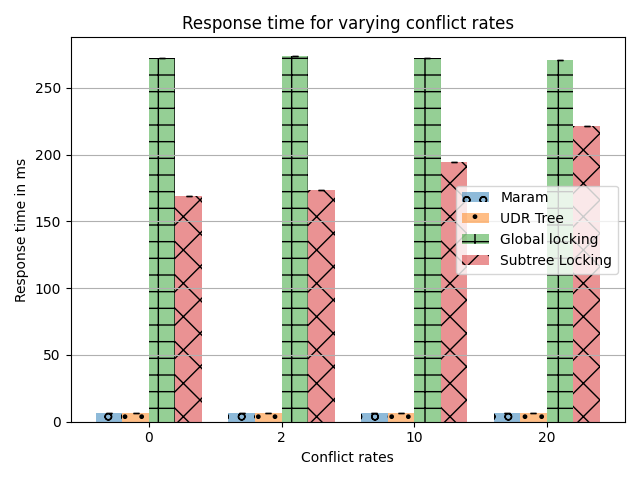 Response time for varying conflict rates
Response time in ms
250
200
150
100
50
0
Maram
UDR Tree
Global locking
Subtree Locking
0 2 10 20
Conflict rates